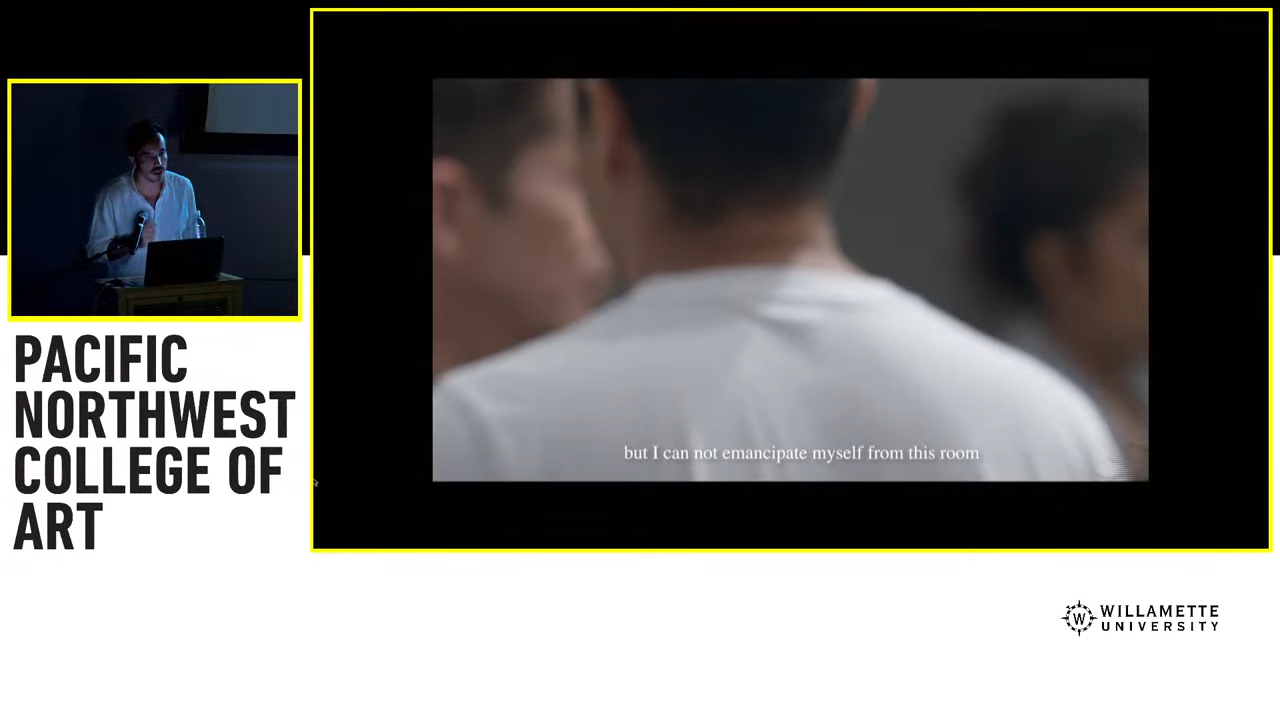 but I can not emancipate myself from this room
PACIFIC
NORTHWEST
COLLEGE OF
ART
WILLAMETTE
UNIVERSITY
W